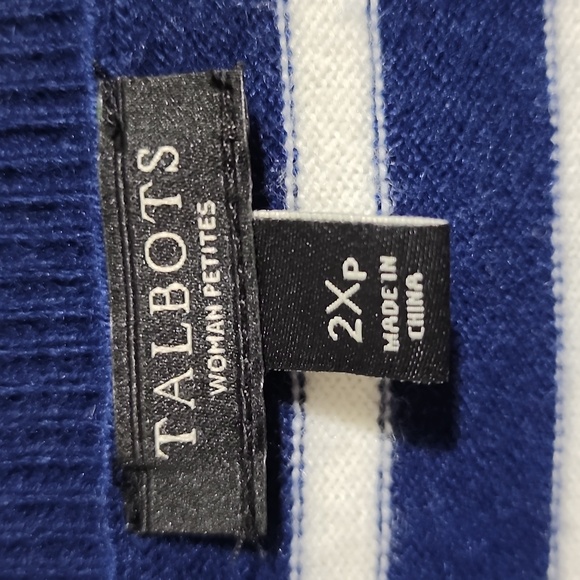 TALBOTS
WOMAN PETITES
2XP
MADE IN
CHINA